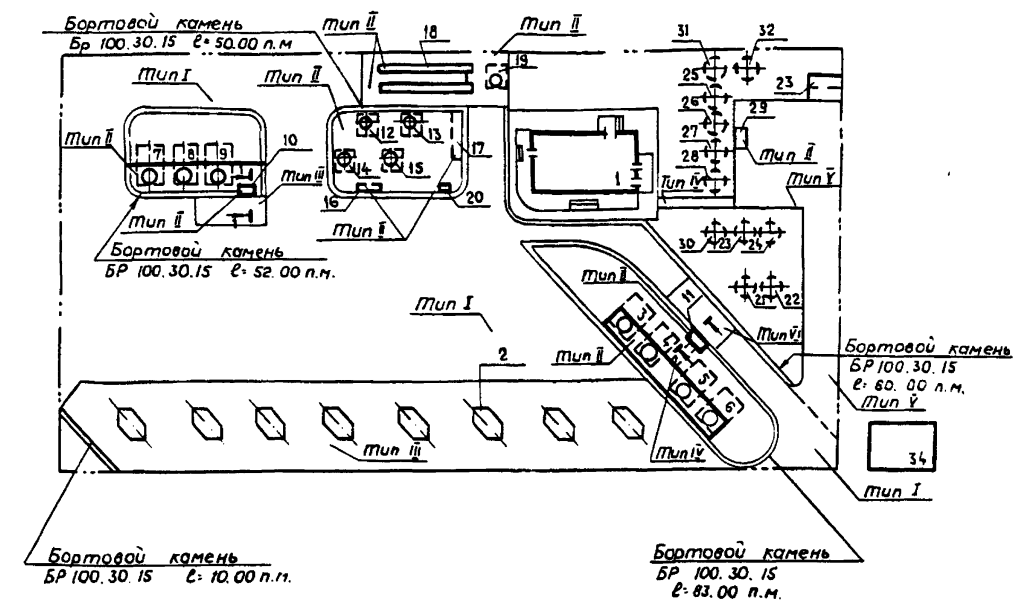 Бортовой камень
Бр 100.30.15 ℓ=50.00 п.м
Тип II
18
Тип II
31
32
19
Тип I
Тип II
25
23
26
29
27
Тип II
28
12
13
17
14
15
16
20
Тип II
Тип II
7
8
9
10
Тип III
Тип II
1
Тип IV
Тип V
30
23
24
21
22
Бортовой камень
БР 100.30.15 ℓ=52.00 п.м.
Тип I
2
Тип II
11
Тип VI
3
4
5
6
Тип II
Тип IV
Бортовой камень
БР 100.30.15
ℓ=60.00 п.м.
Тип V
34
Тип I
Тип III
Бортовой камень
БР 100.30.15 ℓ=10.00 п.м.
Бортовой камень
БР 100.30.15
ℓ=83.00 п.м.